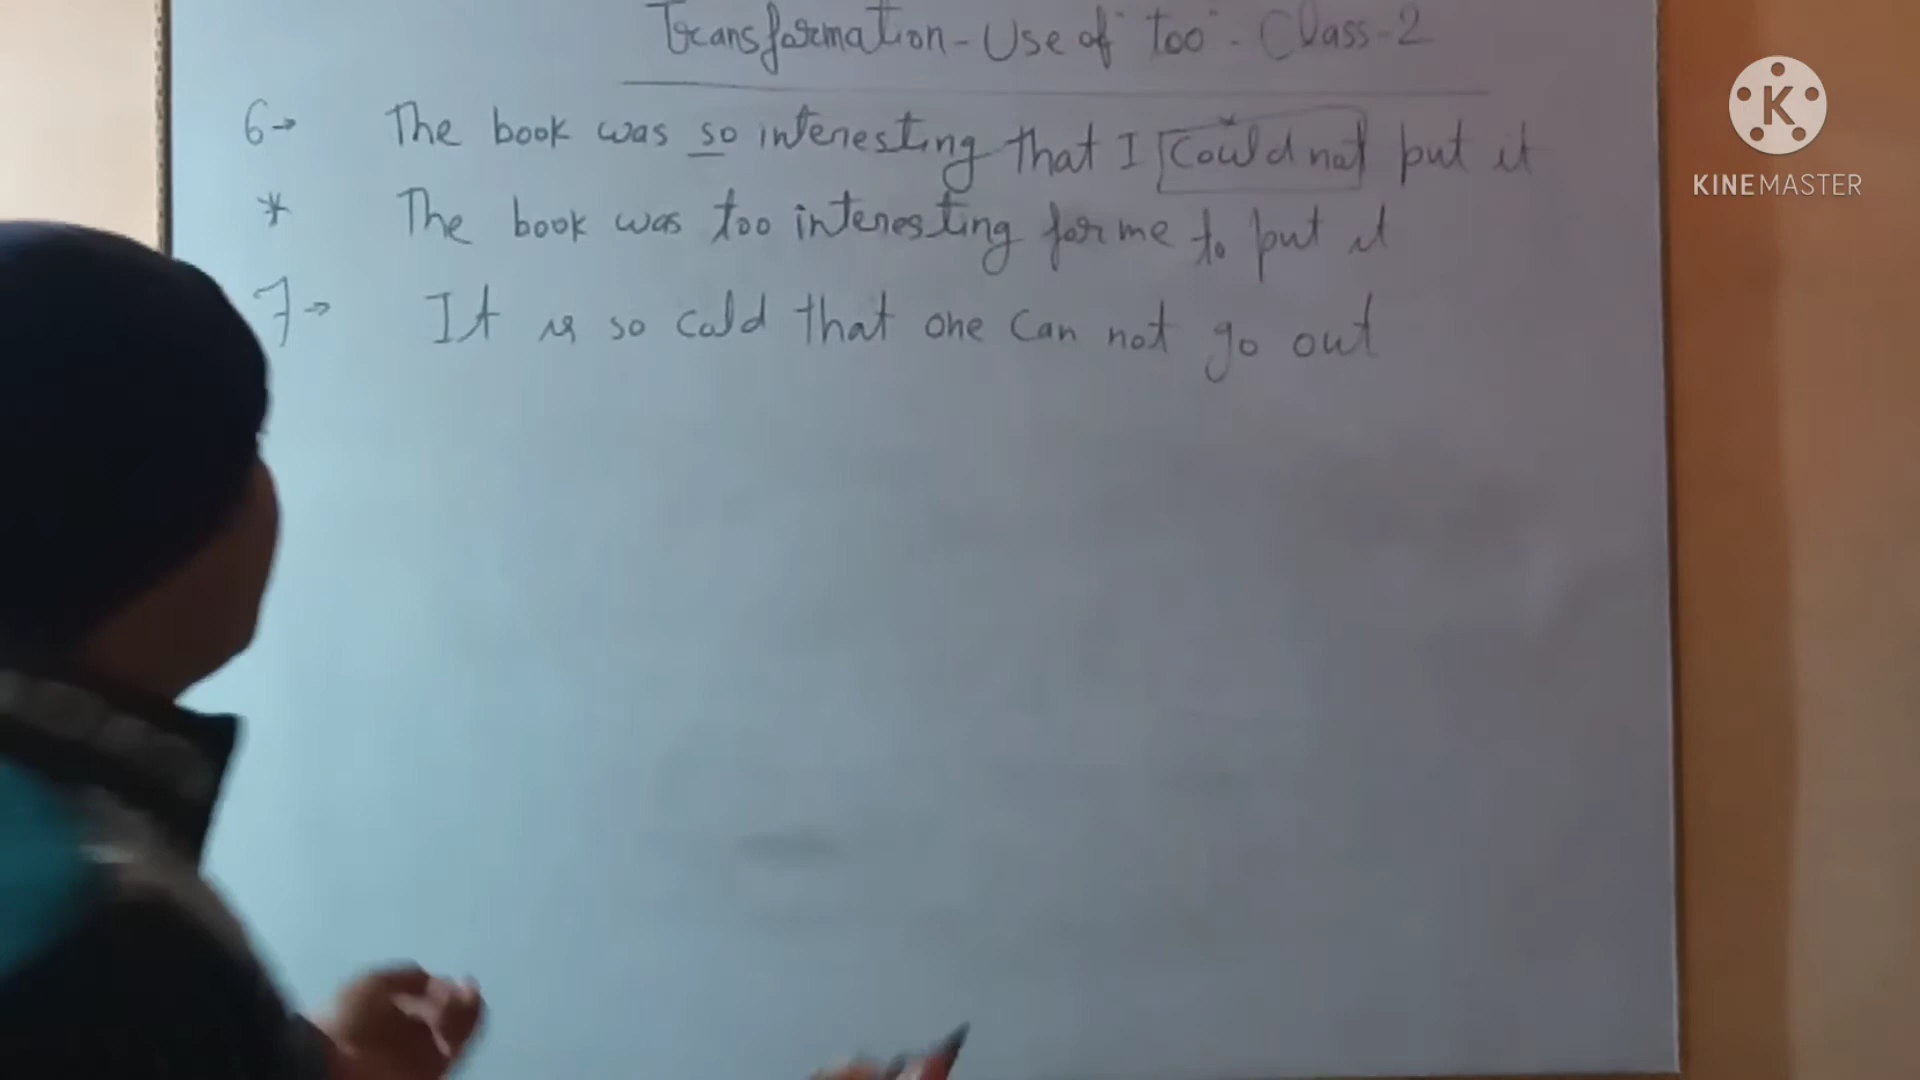 Transformation - Use of "too" - Class-2
6→ The book was so interesting that I could not put it
* The book was too interesting for me to put it
7→ It is so cold that one can not go out
K
KINEMASTER